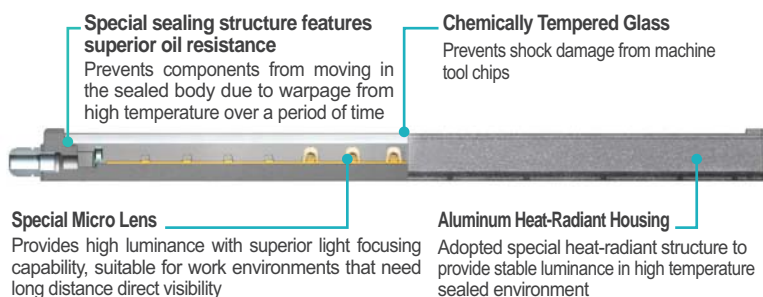 Special sealing structure features
superior oil resistance
Prevents components from moving in
the sealed body due to warpage from
high temperature over a period of time
Chemically Tempered Glass
Prevents shock damage from machine
tool chips
Special Micro Lens
Provides high luminance with superior light focusing
capability, suitable for work environments that need
long distance direct visibility
Aluminum Heat-Radiant Housing
Adopted special heat-radiant structure to
provide stable luminance in high temperature
sealed environment